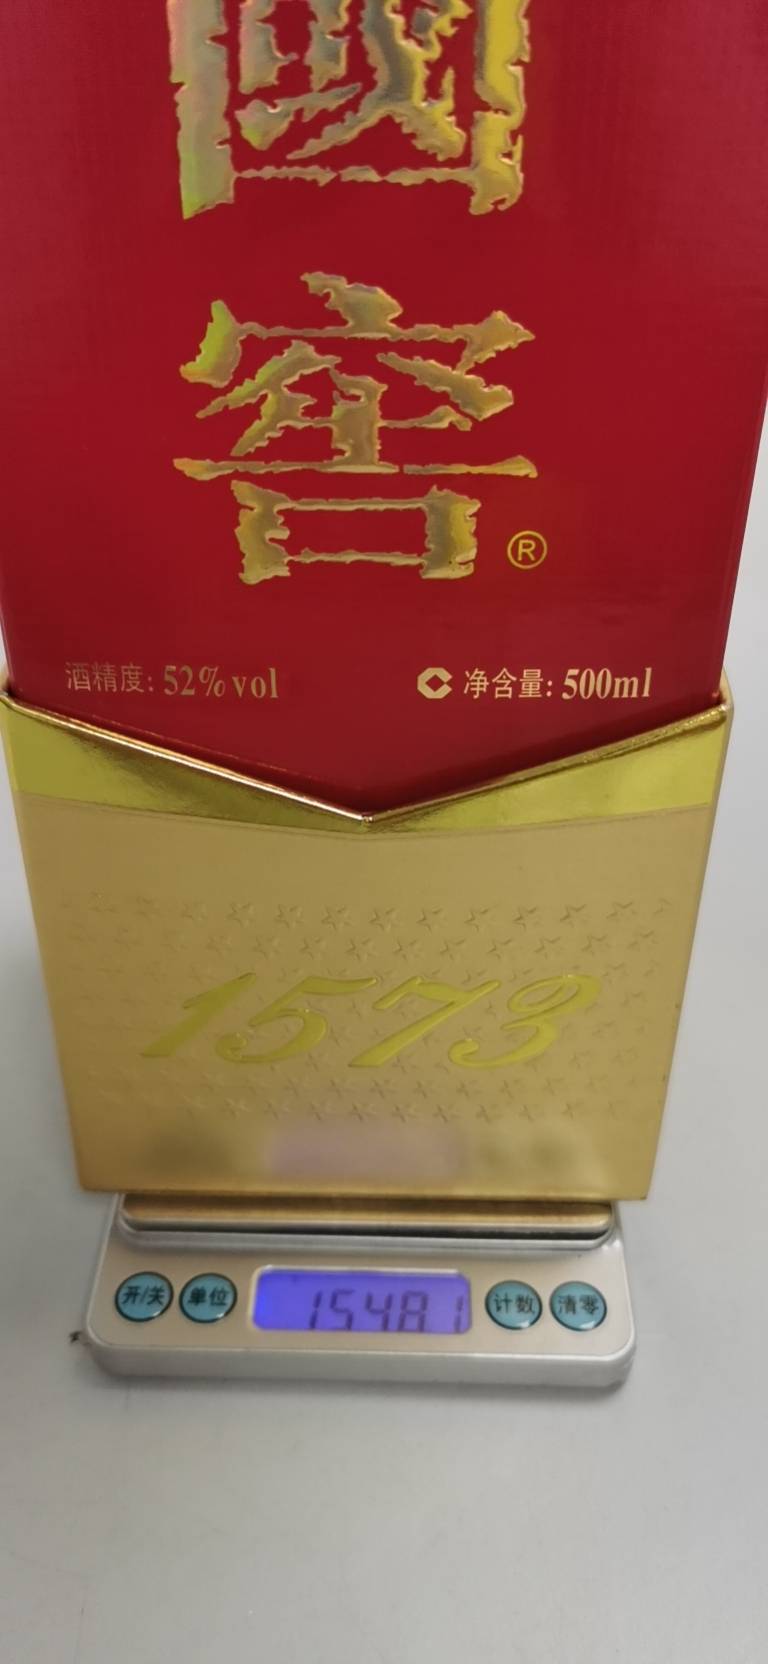 國
窖
®
酒精度: 52%vol
净含量: 500ml
1573
开/关 单位 1548.1 计数 清零